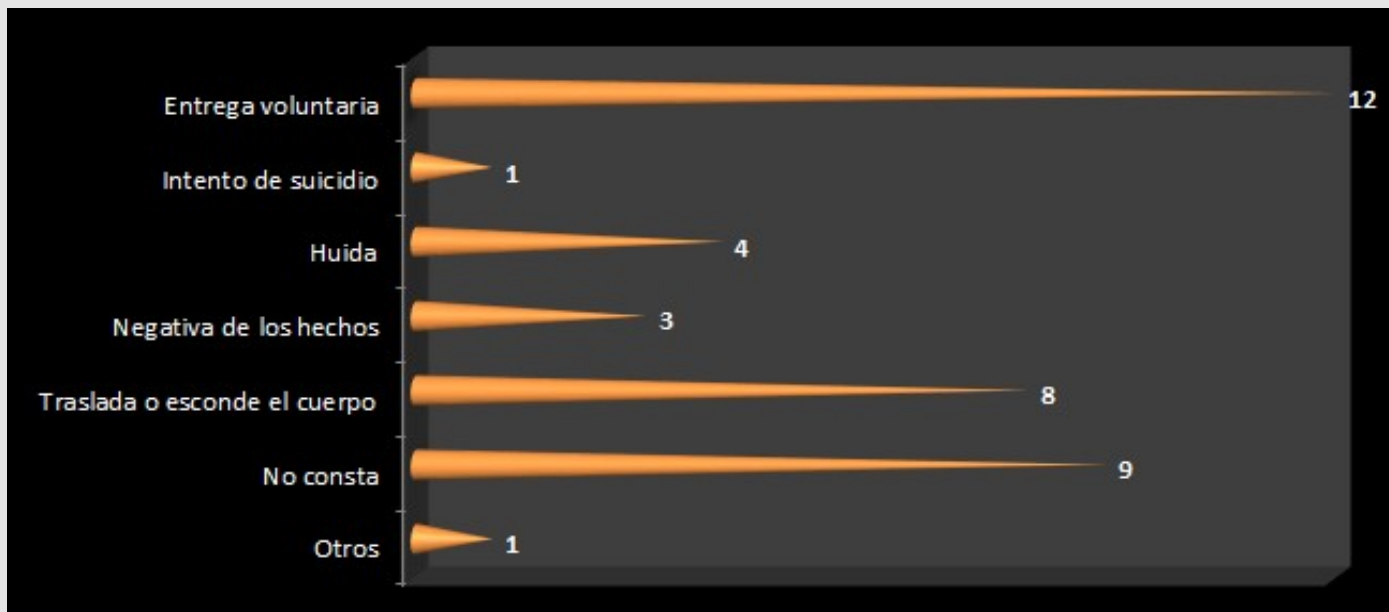 Entrega voluntaria 12
Intento de suicidio 1
Huida 4
Negativa de los hechos 3
Traslada o esconde el cuerpo 8
No consta 9
Otros 1